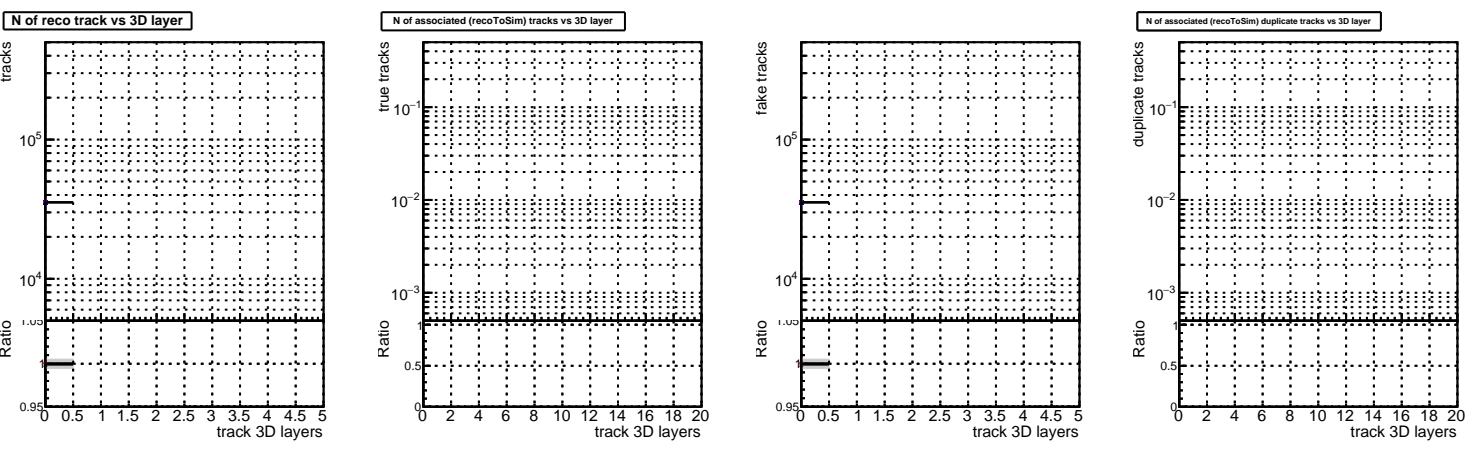 N of reco track vs 3D layer
tracks
10^5
10^4
1.05
1
0.95
Ratio
0 0.5 1 1.5 2 2.5 3 3.5 4 4.5 5
track 3D layers
N of associated (recoToSim) tracks vs 3D layer
true tracks
10^−1
10^−2
10^−3
1
0.5
0
Ratio
0 2 4 6 8 10 12 14 16 18 20
track 3D layers
fake tracks
10^5
10^4
1.05
1
0.95
Ratio
0 0.5 1 1.5 2 2.5 3 3.5 4 4.5 5
track 3D layers
N of associated (recoToSim) duplicate tracks vs 3D layer
duplicate tracks
10^−1
10^−2
10^−3
1
0.5
0
Ratio
0 2 4 6 8 10 12 14 16 18 20
track 3D layers